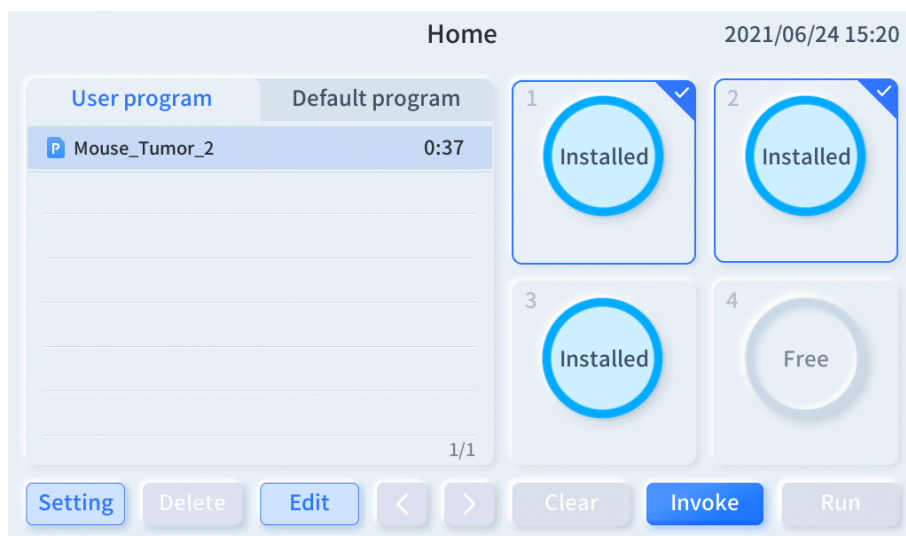 Home
2021/06/24 15:20
User program
Default program
P Mouse_Tumor_2 0:37
1/1
1
Installed
2
Installed
3
Installed
4
Free
Setting
Delete
Edit
<
>
Clear
Invoke
Run